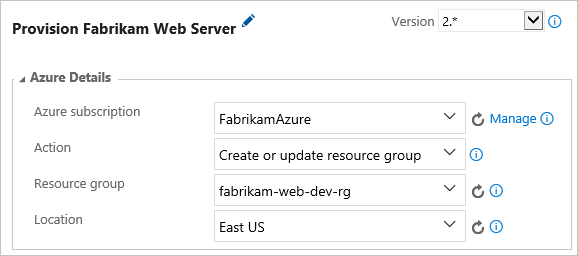 Provision Fabrikam Web Server Version 2.*
Azure Details
Azure subscription FabrikamAzure Manage
Action Create or update resource group
Resource group fabrikam-web-dev-rg
Location East US